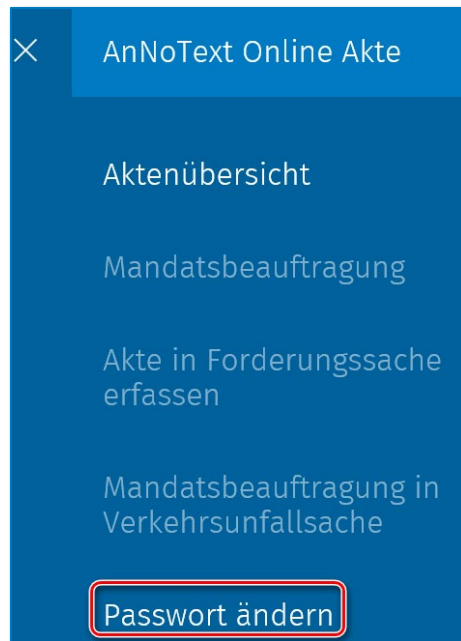 AnNoText Online Akte
Aktenübersicht
Mandatsbeauftragung
Akte in Forderungssache
erfassen
Mandatsbeauftragung in
Verkehrsunfallsache
Passwort ändern